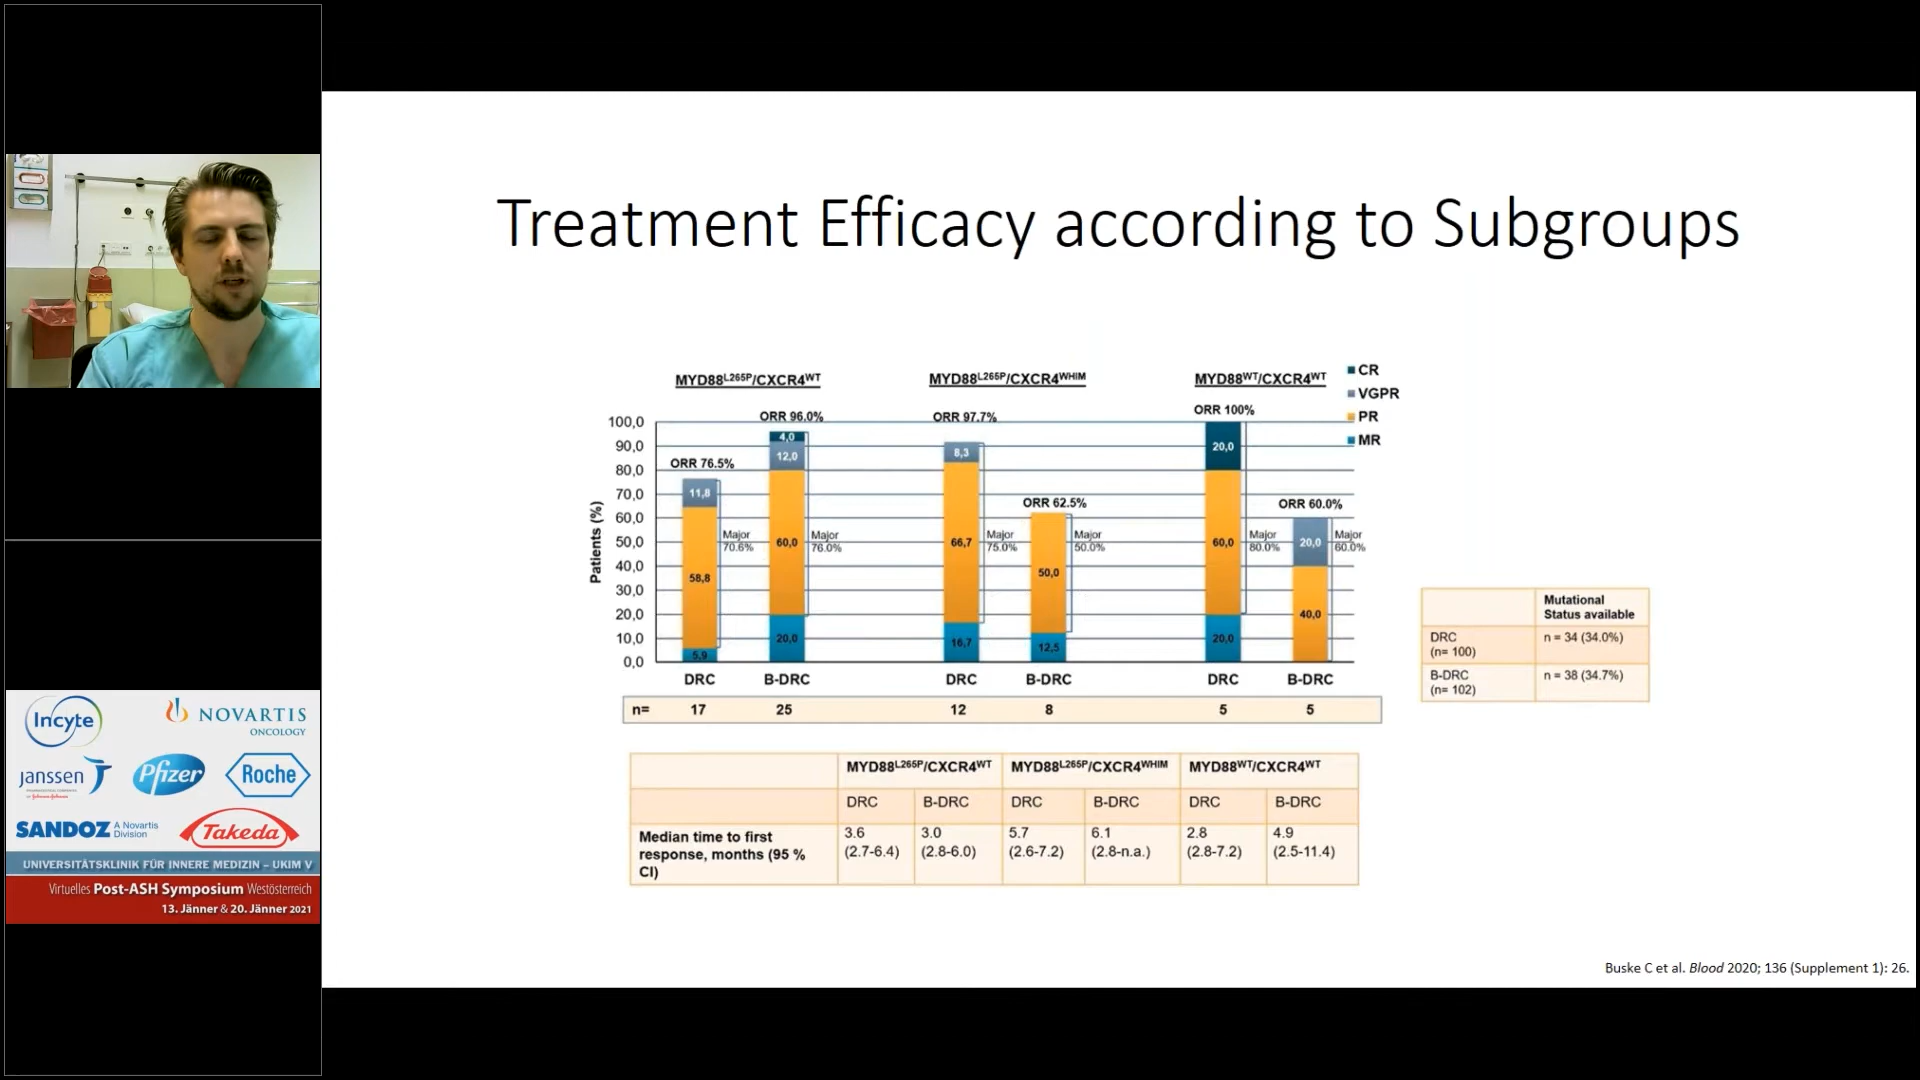 Treatment Efficacy according to Subgroups
MYD88L265P/CXCR4WT
MYD88L265P/CXCR4WHIM
MYD88WT/CXCR4WT
CR
VGPR
PR
MR
ORR 76.5%
ORR 96.0%
ORR 97.7%
ORR 62.5%
ORR 100%
ORR 60.0%
Patients (%)
100,0
90,0
80,0
70,0
60,0
50,0
40,0
30,0
20,0
10,0
0,0
11,8
58,8
5,9
Major
70.6%
4,0
12,0
60,0
20,0
Major
76.0%
8,3
66,7
16,7
Major
75.0%
50,0
12,5
Major
50.0%
20,0
60,0
20,0
Major
80.0%
20,0
40,0
Major
60.0%
DRC B-DRC DRC B-DRC DRC B-DRC
n= 17 25 12 8 5 5
Mutational
Status available
DRC
(n= 100)
n = 34 (34.0%)
B-DRC
(n= 102)
n = 38 (34.7%)
MYD88L265P/CXCR4WT MYD88L265P/CXCR4WHIM MYD88WT/CXCR4WT
DRC B-DRC DRC B-DRC DRC B-DRC
Median time to first
response, months (95 %
CI)
3.6
(2.7-6.4)
3.0
(2.8-6.0)
5.7
(2.6-7.2)
6.1
(2.8-n.a.)
2.8
(2.8-7.2)
4.9
(2.5-11.4)
Buske C et al. Blood 2020; 136 (Supplement 1): 26.
Incyte
NOVARTIS
ONCOLOGY
janssen
Pfizer
Roche
SANDOZ A Novartis
Division
Takeda
UNIVERSITÄTSKLINIK FÜR INNERE MEDIZIN – UKIM V
Virtuelles Post-ASH Symposium Westösterreich
13. Jänner & 20. Jänner 2021